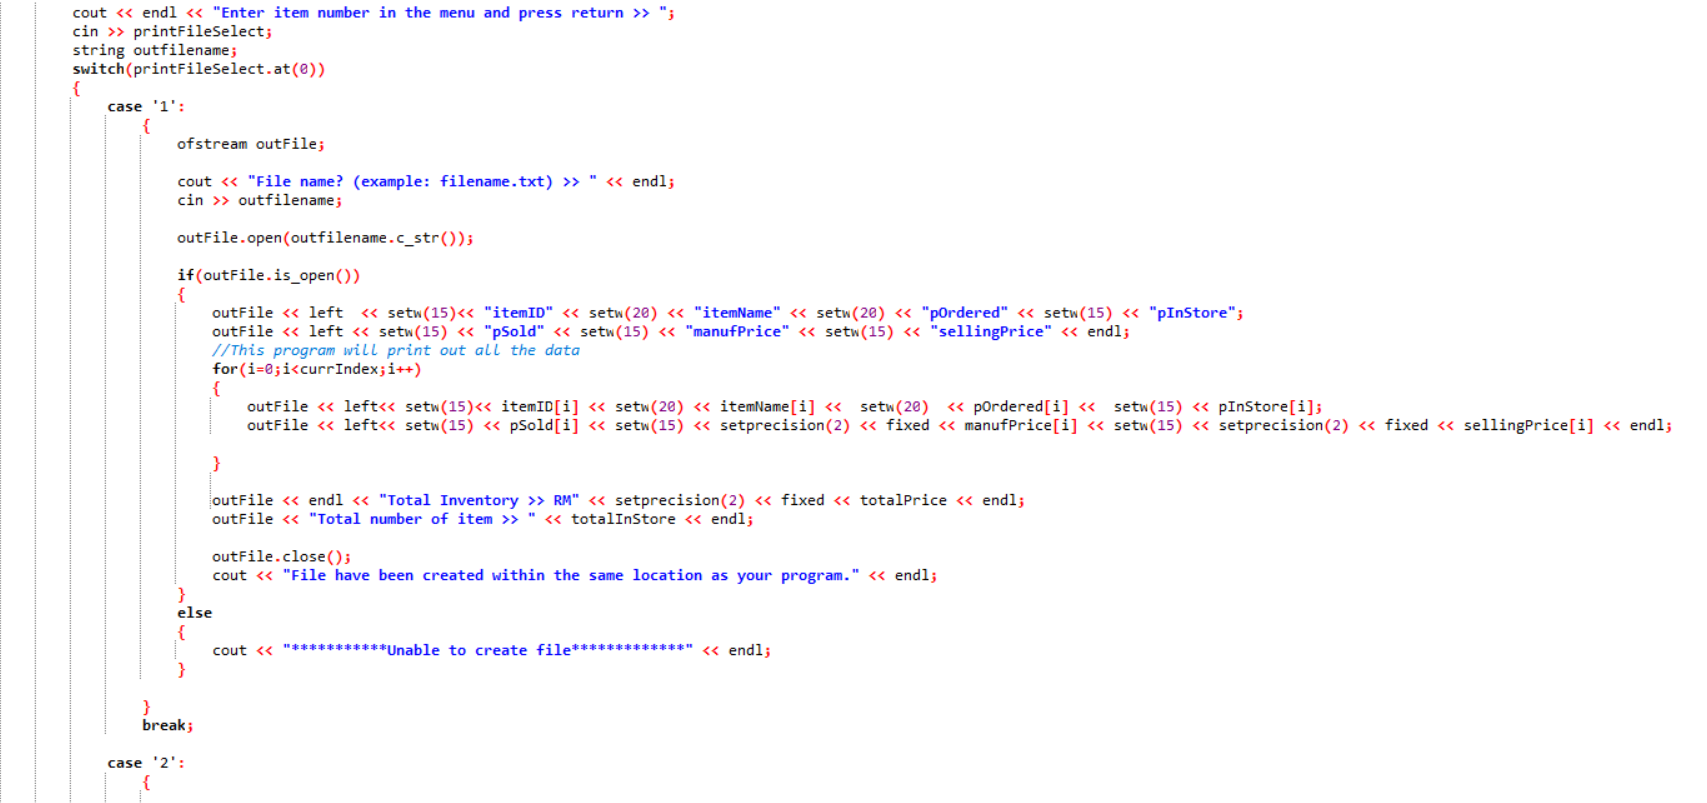 cout << endl << "Enter item number in the menu and press return >> ";
cin >> printFileSelect;
string outfilename;
switch(printFileSelect.at(0))
{
case '1':
{
ofstream outFile;
cout << "File name? (example: filename.txt) >> " << endl;
cin >> outfilename;
outFile.open(outfilename.c_str());
if(outFile.is_open())
{
outFile << left  << setw(15)<< "itemID" << setw(20) << "itemName" << setw(20) << "pOrdered" << setw(15) << "pInStore";
outFile << left << setw(15) << "pSold" << setw(15) << "manufPrice" << setw(15) << "sellingPrice" << endl;
//This program will print out all the data
for(i=0;i<currIndex;i++)
{
outFile << left<< setw(15)<< itemID[i] << setw(20) << itemName[i] <<  setw(20)  << pOrdered[i] <<  setw(15) << pInStore[i];
outFile << left<< setw(15) << pSold[i] << setw(15) << setprecision(2) << fixed << manufPrice[i] << setw(15) << setprecision(2) << fixed << sellingPrice[i] << endl;
}
outFile << endl << "Total Inventory >> RM" << setprecision(2) << fixed << totalPrice << endl;
outFile << "Total number of item >> " << totalInStore << endl;
outFile.close();
cout << "File have been created within the same location as your program." << endl;
}
else
{
cout << "***********Unable to create file*************" << endl;
}
}
break;
case '2':
{